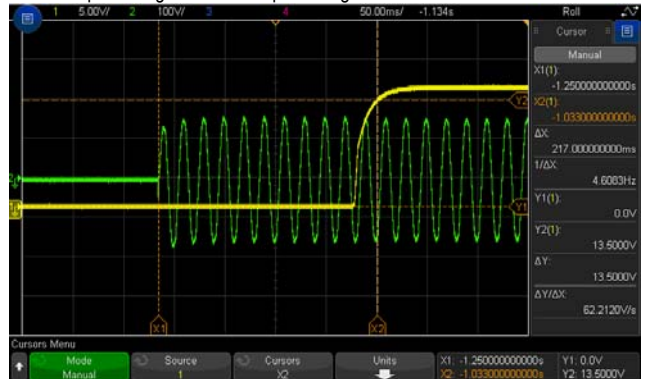 1 5.00V/ 2 100V/ 3 4 50.00ms/ -1.134s Roll
Cursor
Manual
X1(1):
-1.250000000000s
X2(1):
-1.033000000000s
ΔX:
217.000000000ms
1/ΔX:
4.6083Hz
Y1(1):
0.0V
Y2(1):
13.5000V
ΔY:
13.5000V
ΔY/ΔX:
62.2120V/s
Y2
Y1
X1 X2
Cursors Menu
Mode Source Cursors Units X1: -1.250000000000s Y1: 0.0V
Manual 1 X2 X2: -1.033000000000s Y2: 13.5000V